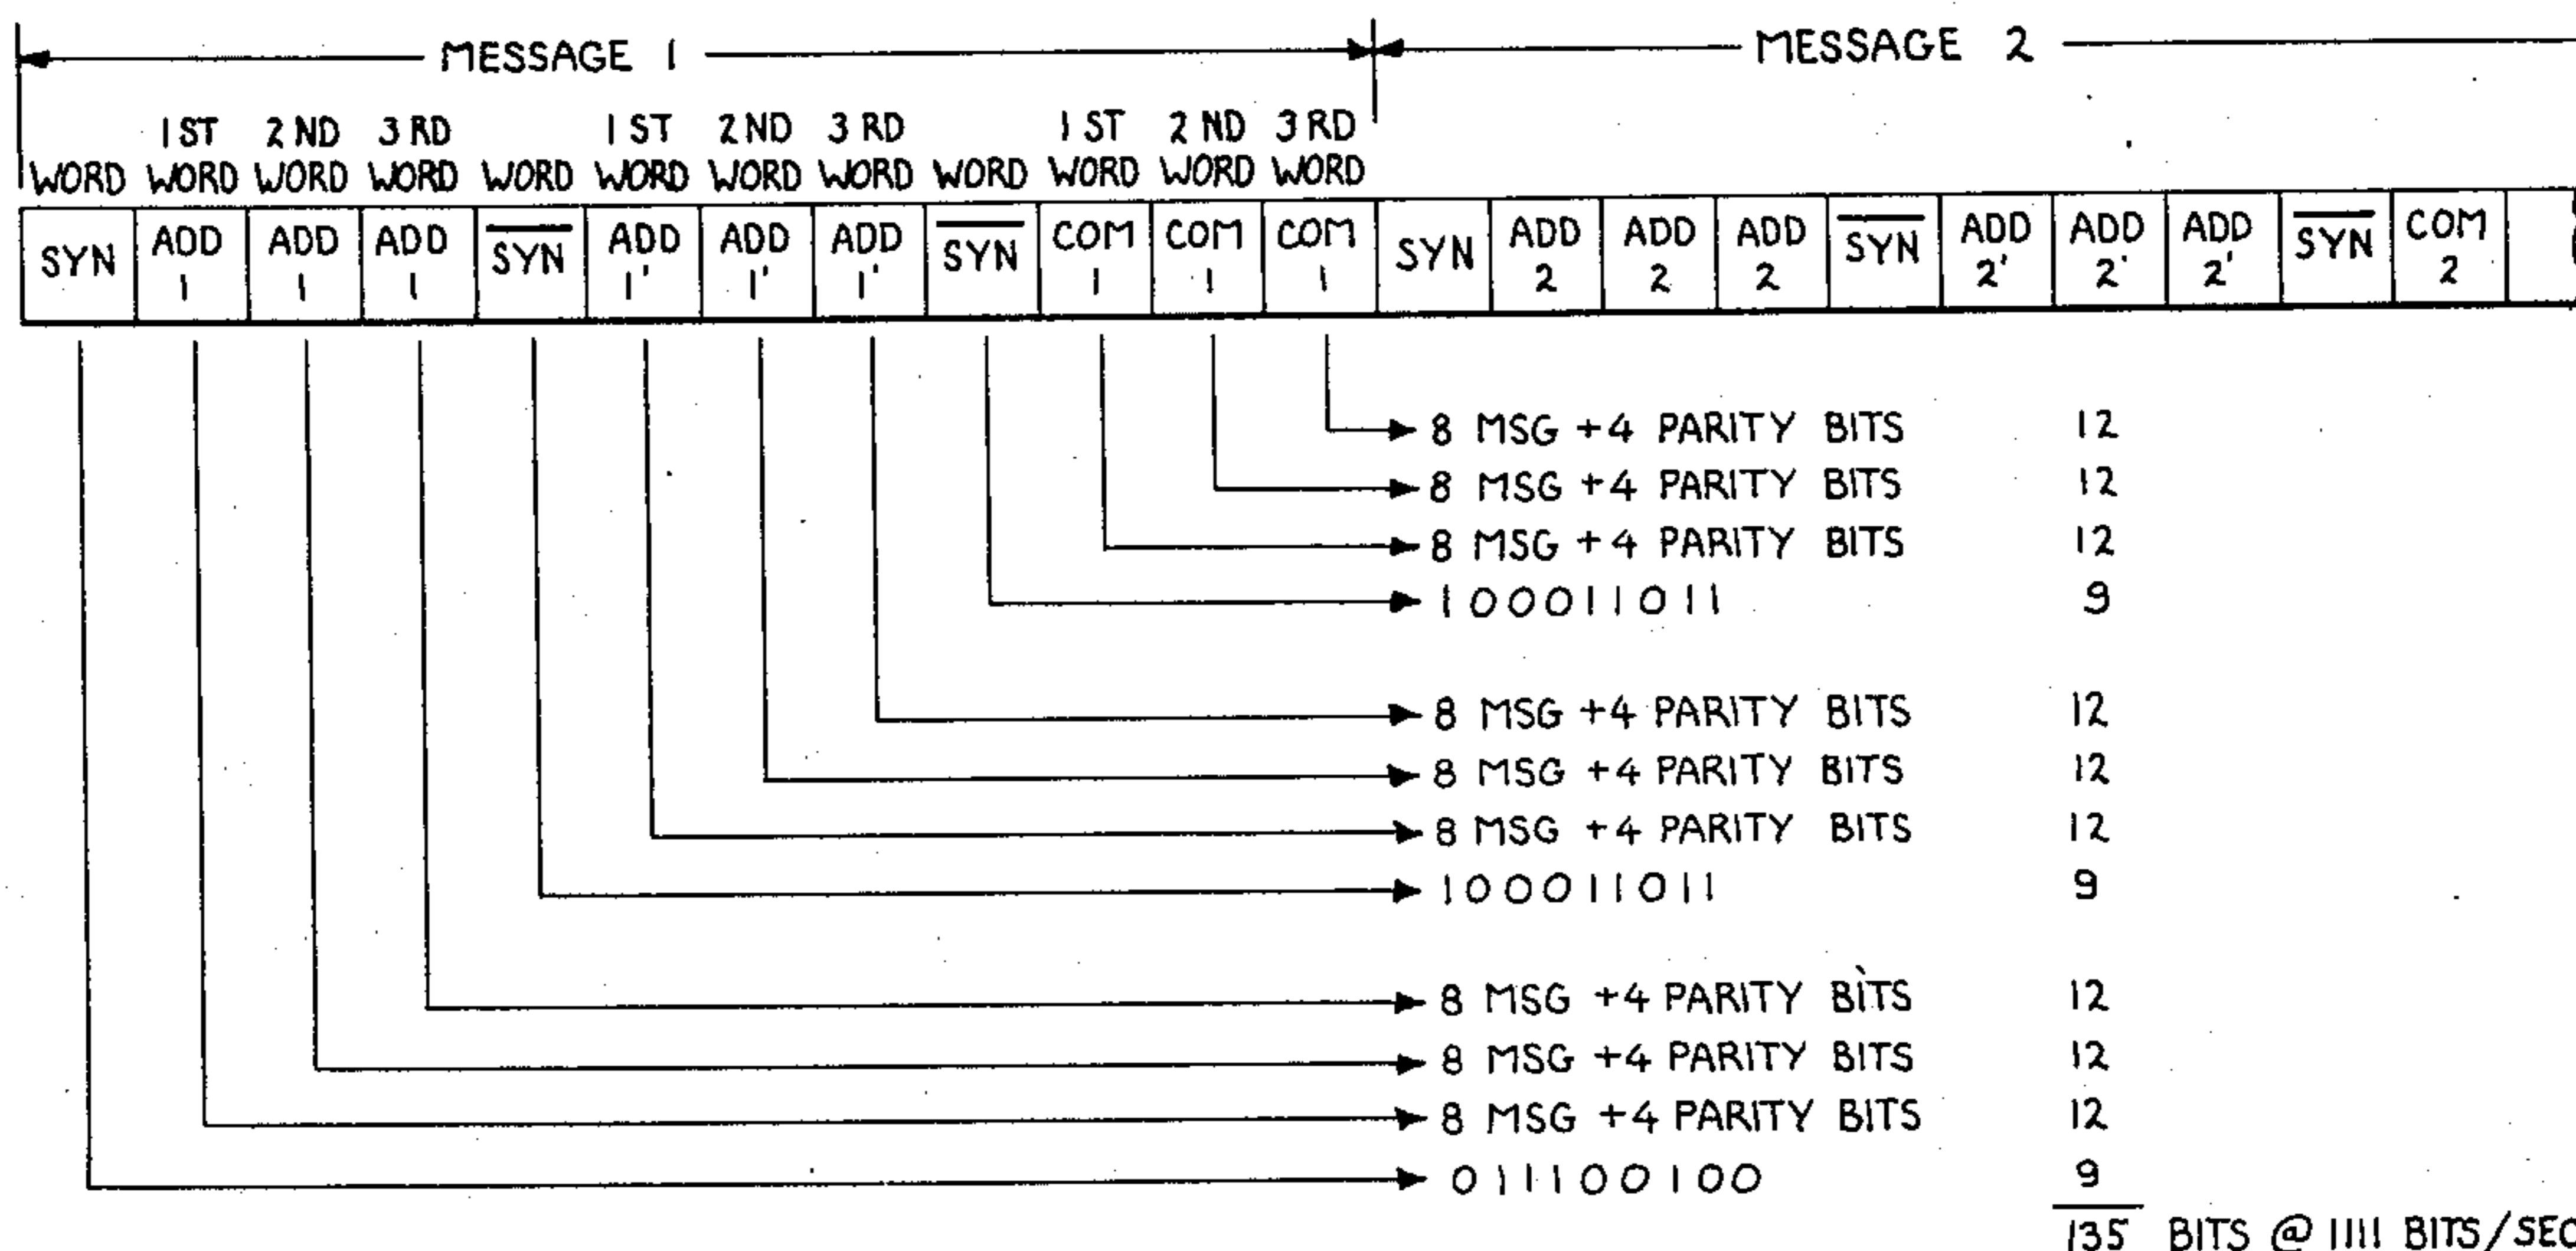 MESSAGE 1 MESSAGE 2
1ST 2ND 3RD 1ST 2ND 3RD 1ST 2ND 3RD
WORD WORD WORD WORD WORD WORD WORD WORD WORD WORD WORD WORD
SYN ADD 1 ADD 1 ADD 1 S̅Y̅N̅ ADD 1' ADD 1' ADD 1' S̅Y̅N̅ COM 1 COM 1 COM 1 SYN ADD 2 ADD 2 ADD 2 S̅Y̅N̅ ADD 2' ADD 2' ADD 2' S̅Y̅N̅ COM 2
8 MSG +4 PARITY BITS 12
8 MSG +4 PARITY BITS 12
8 MSG +4 PARITY BITS 12
100011011 9
8 MSG +4 PARITY BITS 12
8 MSG +4 PARITY BITS 12
8 MSG +4 PARITY BITS 12
100011011 9
8 MSG +4 PARITY BITS 12
8 MSG +4 PARITY BITS 12
8 MSG +4 PARITY BITS 12
011100100 9
135 BITS @ 1111 BITS/SEC